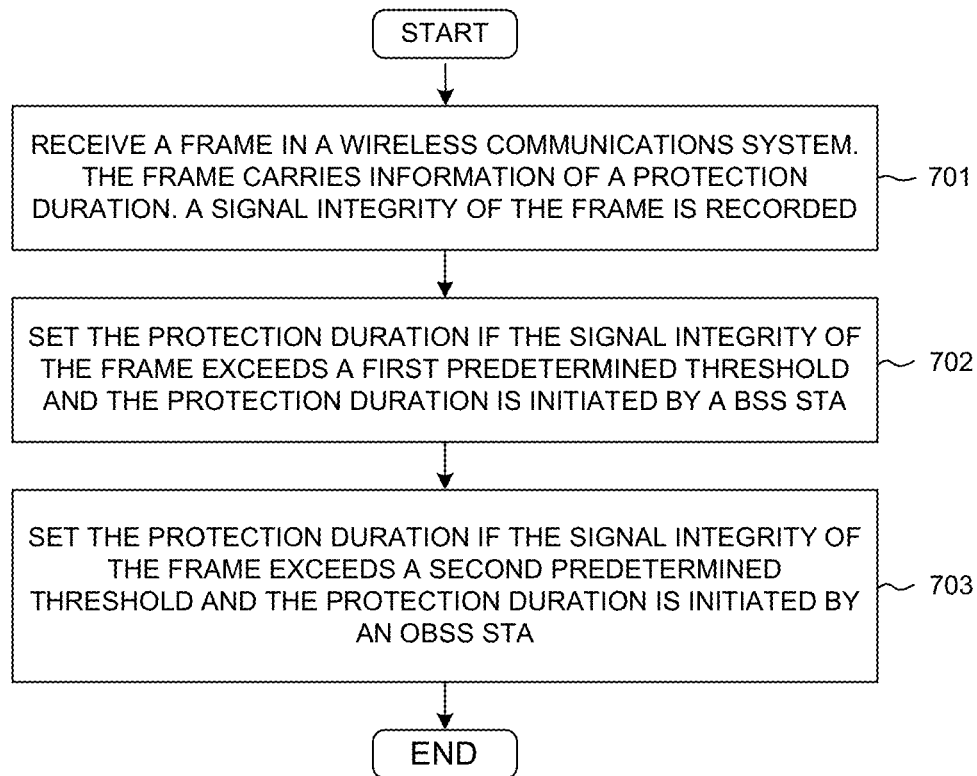 START
RECEIVE A FRAME IN A WIRELESS COMMUNICATIONS SYSTEM.
THE FRAME CARRIES INFORMATION OF A PROTECTION
DURATION. A SIGNAL INTEGRITY OF THE FRAME IS RECORDED
701
SET THE PROTECTION DURATION IF THE SIGNAL INTEGRITY OF
THE FRAME EXCEEDS A FIRST PREDETERMINED THRESHOLD
AND THE PROTECTION DURATION IS INITIATED BY A BSS STA
702
SET THE PROTECTION DURATION IF THE SIGNAL INTEGRITY OF
THE FRAME EXCEEDS A SECOND PREDETERMINED
THRESHOLD AND THE PROTECTION DURATION IS INITIATED BY
AN OBSS STA
703
END